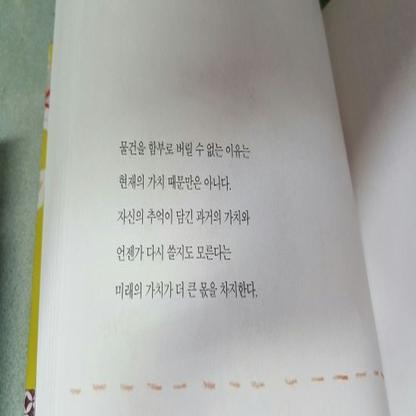 물건을 함부로 버릴 수 없는 이유는
현재의 가치 때문만은 아니다.
자신의 추억이 담긴 과거의 가치와
언젠가 다시 쓸지도 모른다는
미래의 가치가 더 큰 몫을 차지한다.